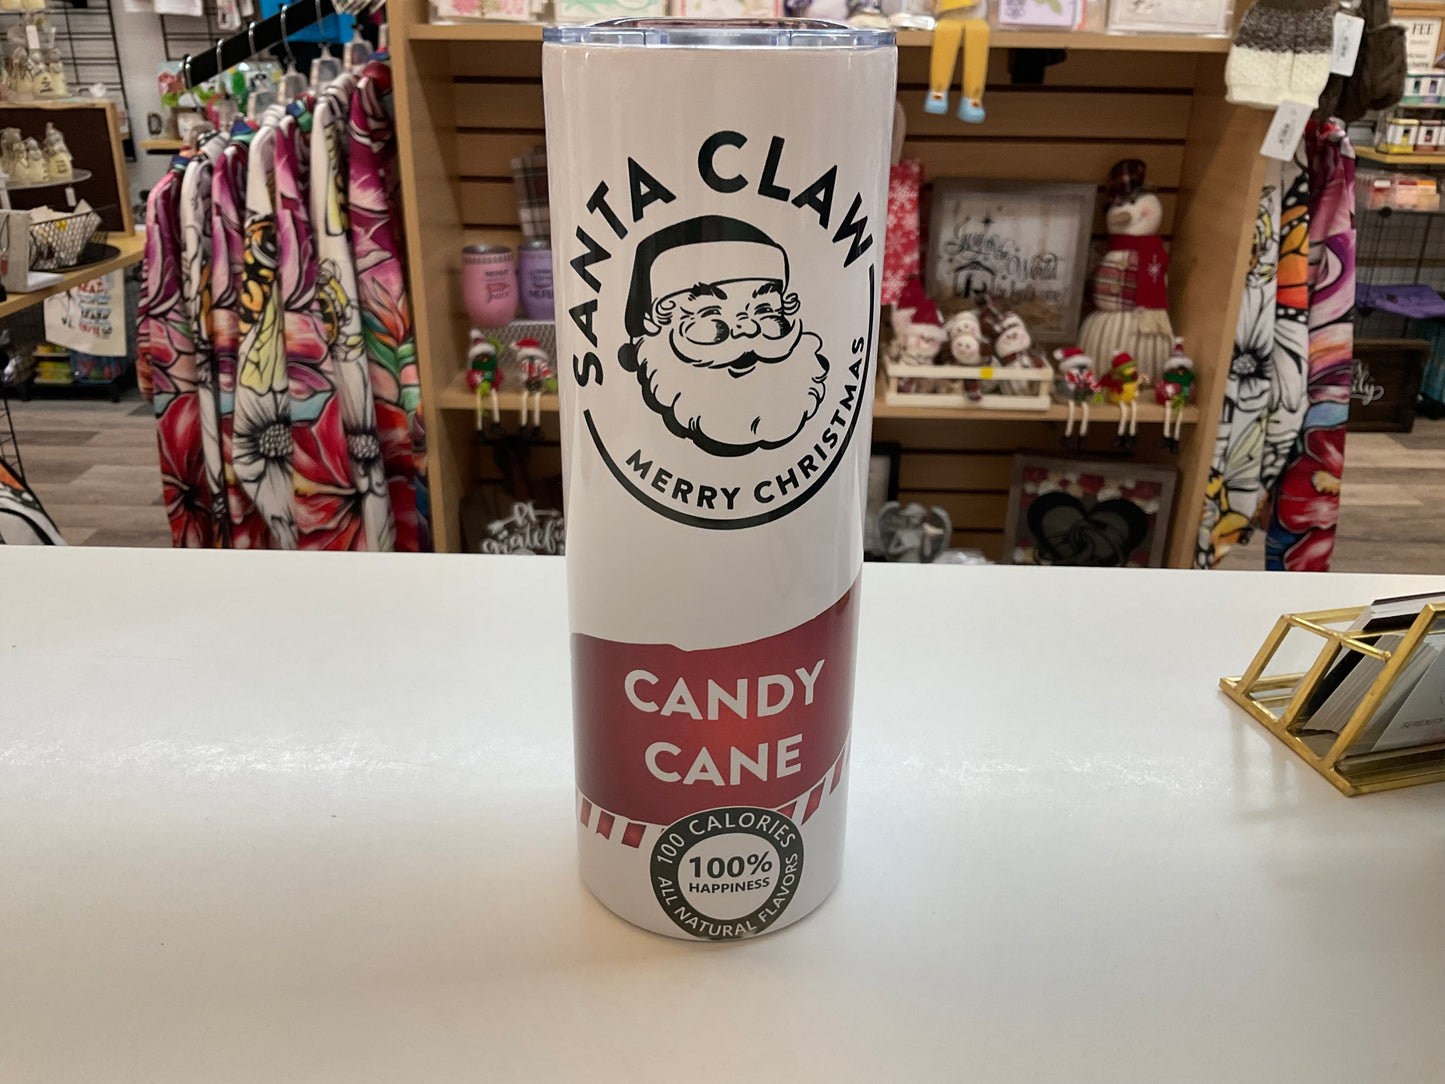 SANTA CLAW
MERRY CHRISTMAS
CANDY
CANE
100 CALORIES
100%
HAPPINESS
ALL NATURAL FLAVORS